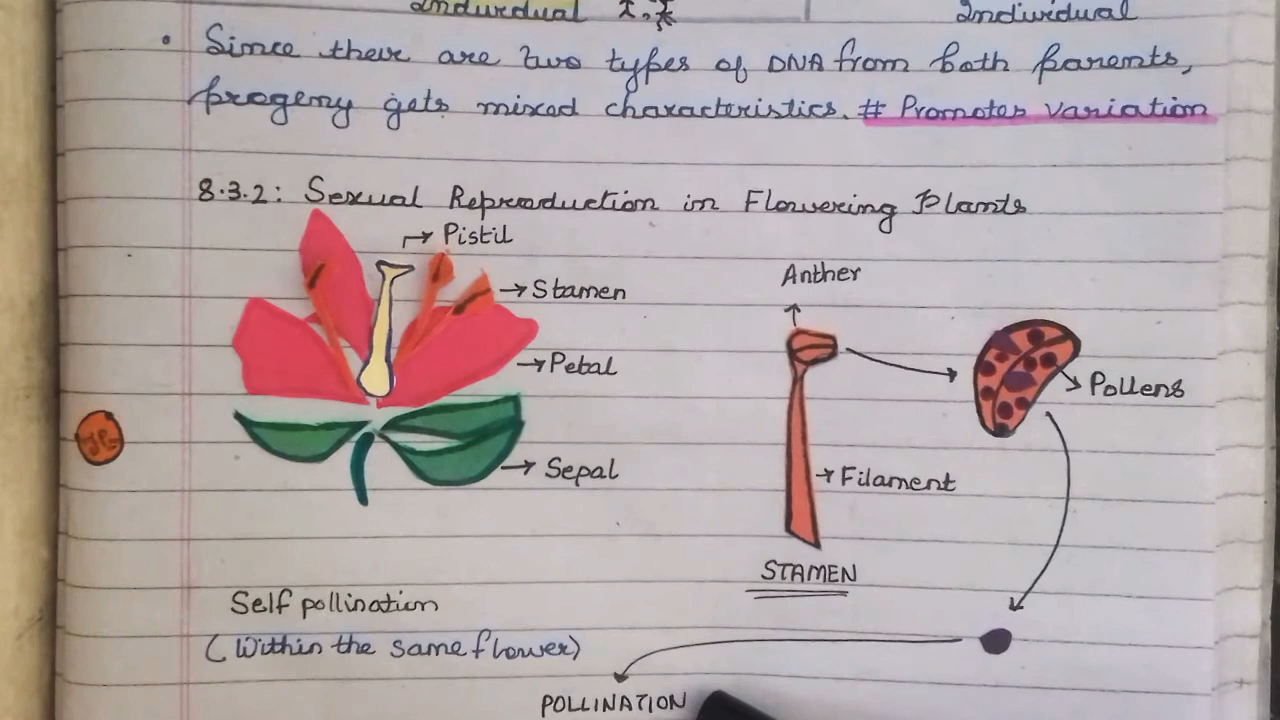 Individual Individual
• Since there are two types of DNA from both parents,
progeny gets mixed characteristics. # Promotes variation
8.3.2: Sexual Reproduction in Flowering Plants
Pistil
Stamen
Petal
Sepal
Anther
Pollens
Filament
STAMEN
Self pollination
(Within the same flower)
POLLINATION